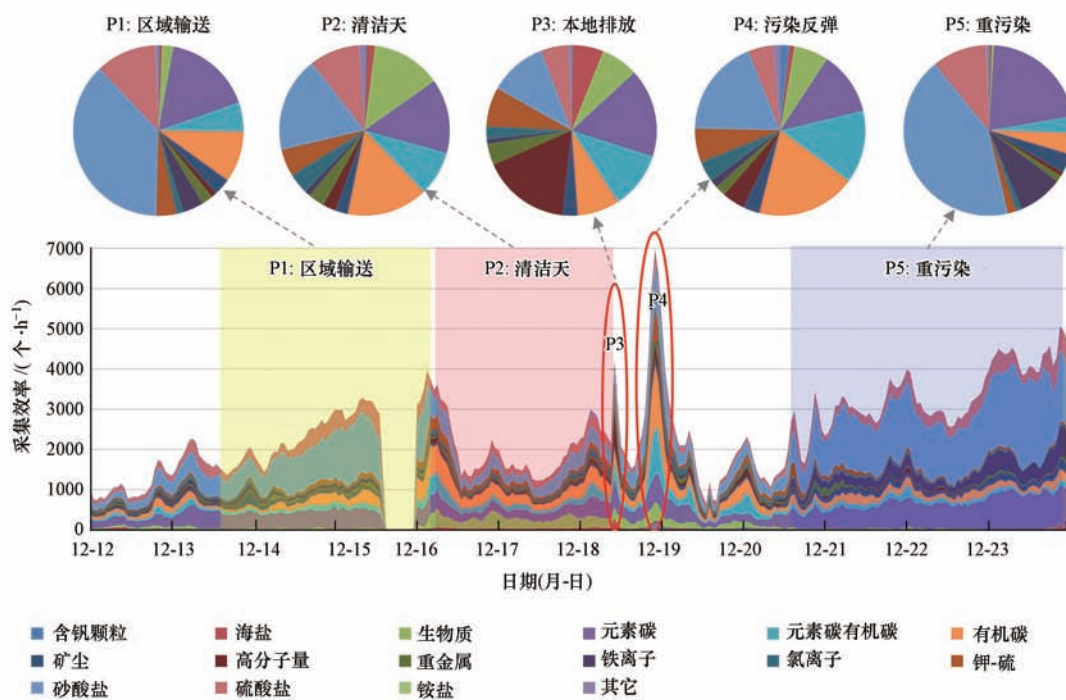 P1: 区域输送
P2: 清洁天
P3: 本地排放
P4: 污染反弹
P5: 重污染
7000
6000
5000
4000
3000
2000
1000
0
采集效率/(个·h⁻¹)
P1: 区域输送
P2: 清洁天
P3
P4
P5: 重污染
12-12 12-13 12-14 12-15 12-16 12-17 12-18 12-19 12-20 12-21 12-22 12-23
日期(月-日)
含钒颗粒 海盐 生物质 元素碳 元素碳有机碳 有机碳
矿尘 高分子量 重金属 铁离子 氯离子 钾-硫
砂酸盐 硫酸盐 铵盐 其它